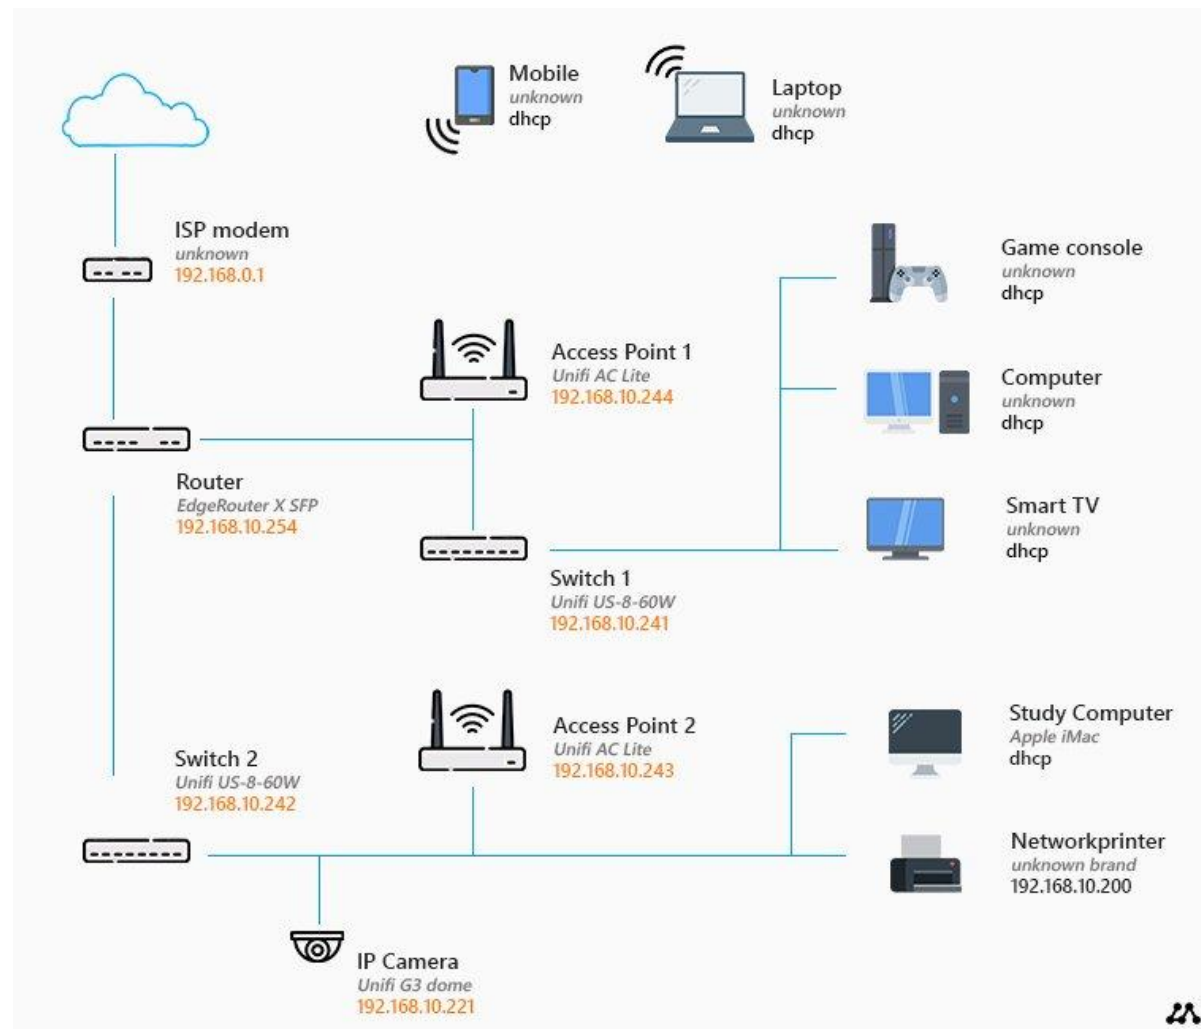 Mobile
unknown
dhcp
Laptop
unknown
dhcp
ISP modem
unknown
192.168.0.1
Game console
unknown
dhcp
Access Point 1
Unifi AC Lite
192.168.10.244
Computer
unknown
dhcp
Router
EdgeRouter X SFP
192.168.10.254
Smart TV
unknown
dhcp
Switch 1
Unifi US-8-60W
192.168.10.241
Access Point 2
Unifi AC Lite
192.168.10.243
Study Computer
Apple iMac
dhcp
Switch 2
Unifi US-8-60W
192.168.10.242
Networkprinter
unknown brand
192.168.10.200
IP Camera
Unifi G3 dome
192.168.10.221